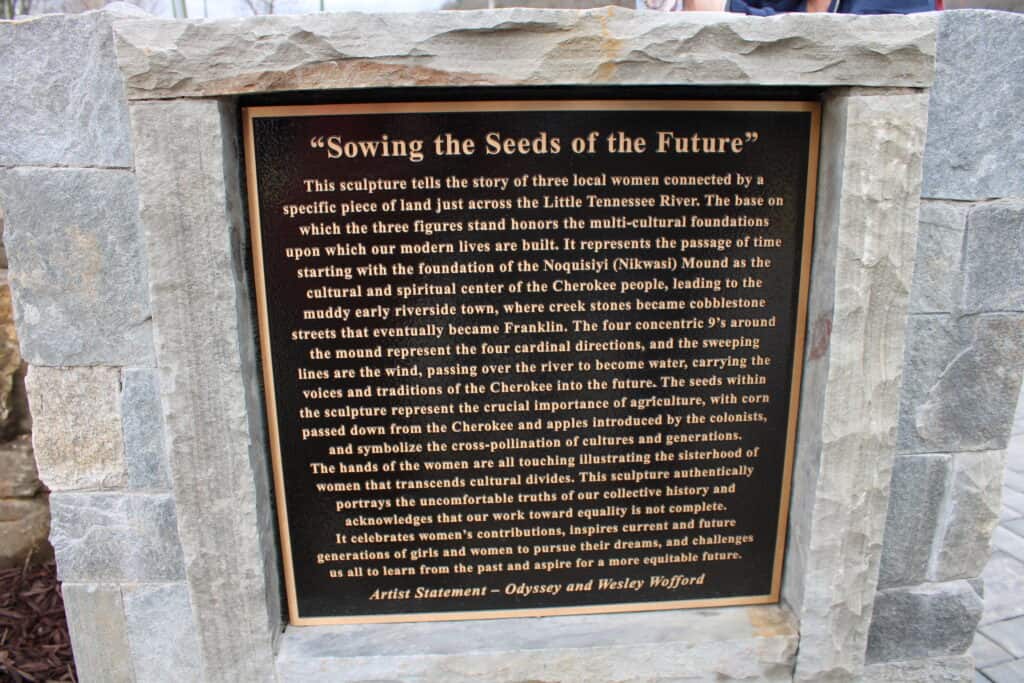 “Sowing the Seeds of the Future”
This sculpture tells the story of three local women connected by a
specific piece of land just across the Little Tennessee River. The base on
which the three figures stand honors the multi-cultural foundations
upon which our modern lives are built. It represents the passage of time
starting with the foundation of the Noquisiyi (Nikwasi) Mound as the
cultural and spiritual center of the Cherokee people, leading to the
muddy early riverside town, where creek stones became cobblestone
streets that eventually became Franklin. The four concentric 9’s around
the mound represent the four cardinal directions, and the sweeping
lines are the wind, passing over the river to become water, carrying the
voices and traditions of the Cherokee into the future. The seeds within
the sculpture represent the crucial importance of agriculture, with corn
passed down from the Cherokee and apples introduced by the colonists,
and symbolize the cross-pollination of cultures and generations.
The hands of the women are all touching illustrating the sisterhood of
women that transcends cultural divides. This sculpture authentically
portrays the uncomfortable truths of our collective history and
acknowledges that our work toward equality is not complete.
It celebrates women’s contributions, inspires current and future
generations of girls and women to pursue their dreams, and challenges
us all to learn from the past and aspire for a more equitable future.
Artist Statement – Odyssey and Wesley Wofford